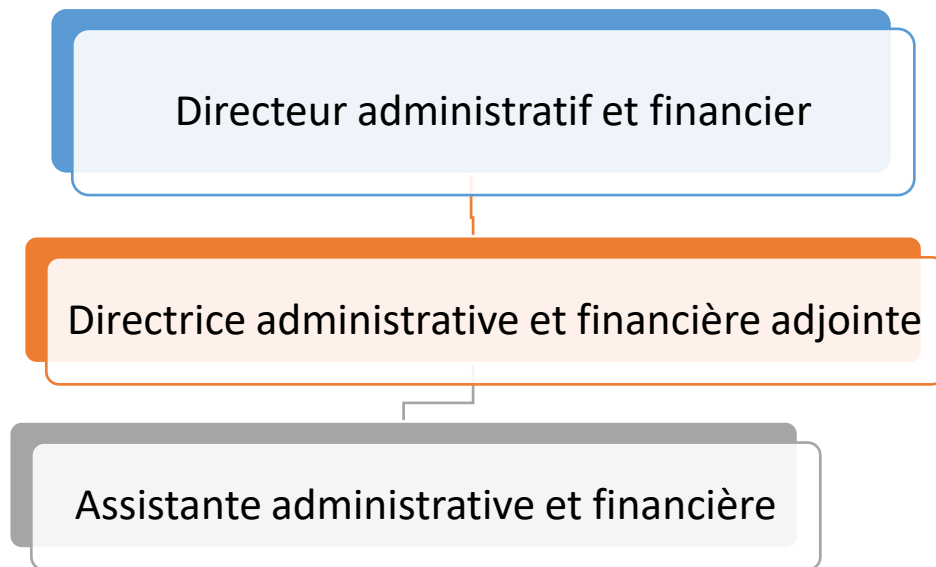 Directeur administratif et financier
Directrice administrative et financière adjointe
Assistante administrative et financière